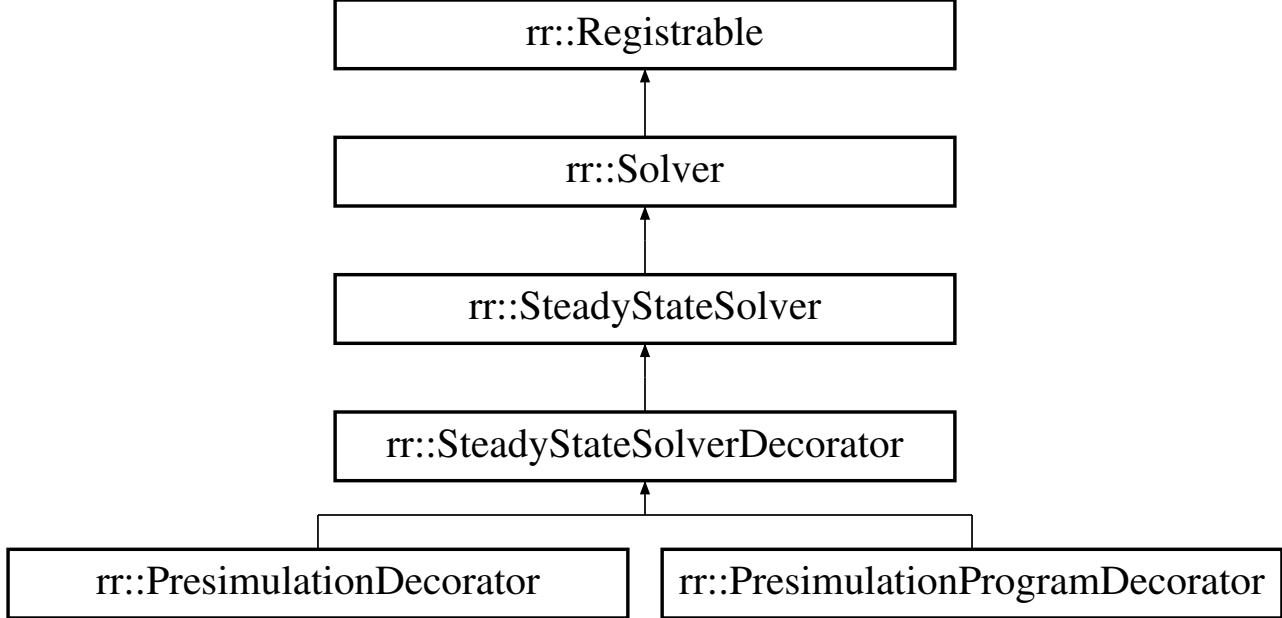 rr::Registrable
rr::Solver
rr::SteadyStateSolver
rr::SteadyStateSolverDecorator
rr::PresimulationDecorator
rr::PresimulationProgramDecorator